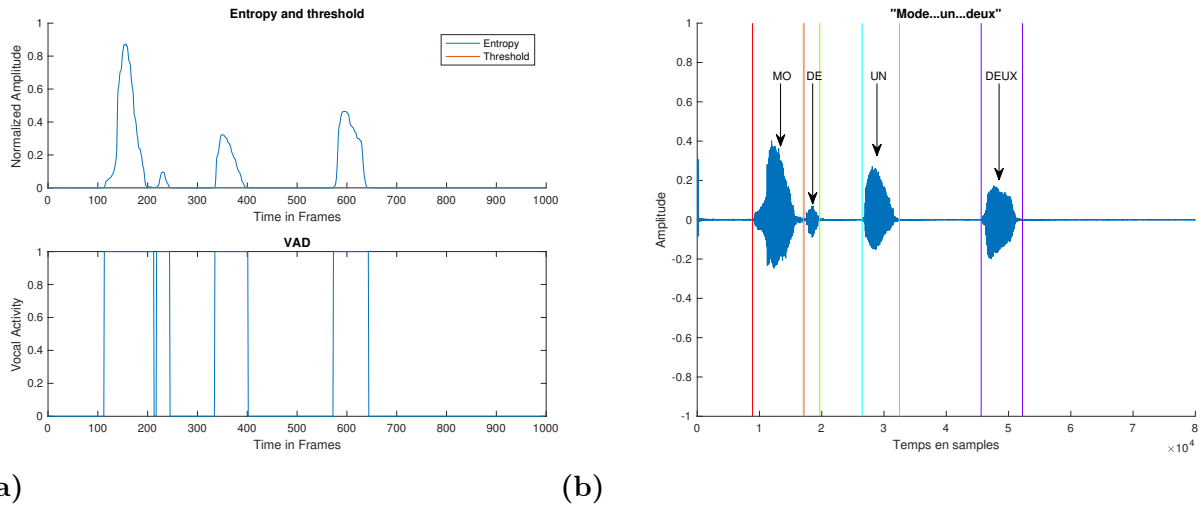 Entropy and threshold
1
0.8
0.6
0.4
0.2
0
Normalized Amplitude
Entropy
Threshold
0 100 200 300 400 500 600 700 800 900 1000
Time in Frames
VAD
1
0.8
0.6
0.4
0.2
0
Vocal Activity
0 100 200 300 400 500 600 700 800 900 1000
Time in Frames
a)
"Mode...un...deux"
1
0.8
0.6
0.4
0.2
0
-0.2
-0.4
-0.6
-0.8
-1
Amplitude
MO DE UN DEUX
0 1 2 3 4 5 6 7 8
Temps en samples
×10⁴
(b)